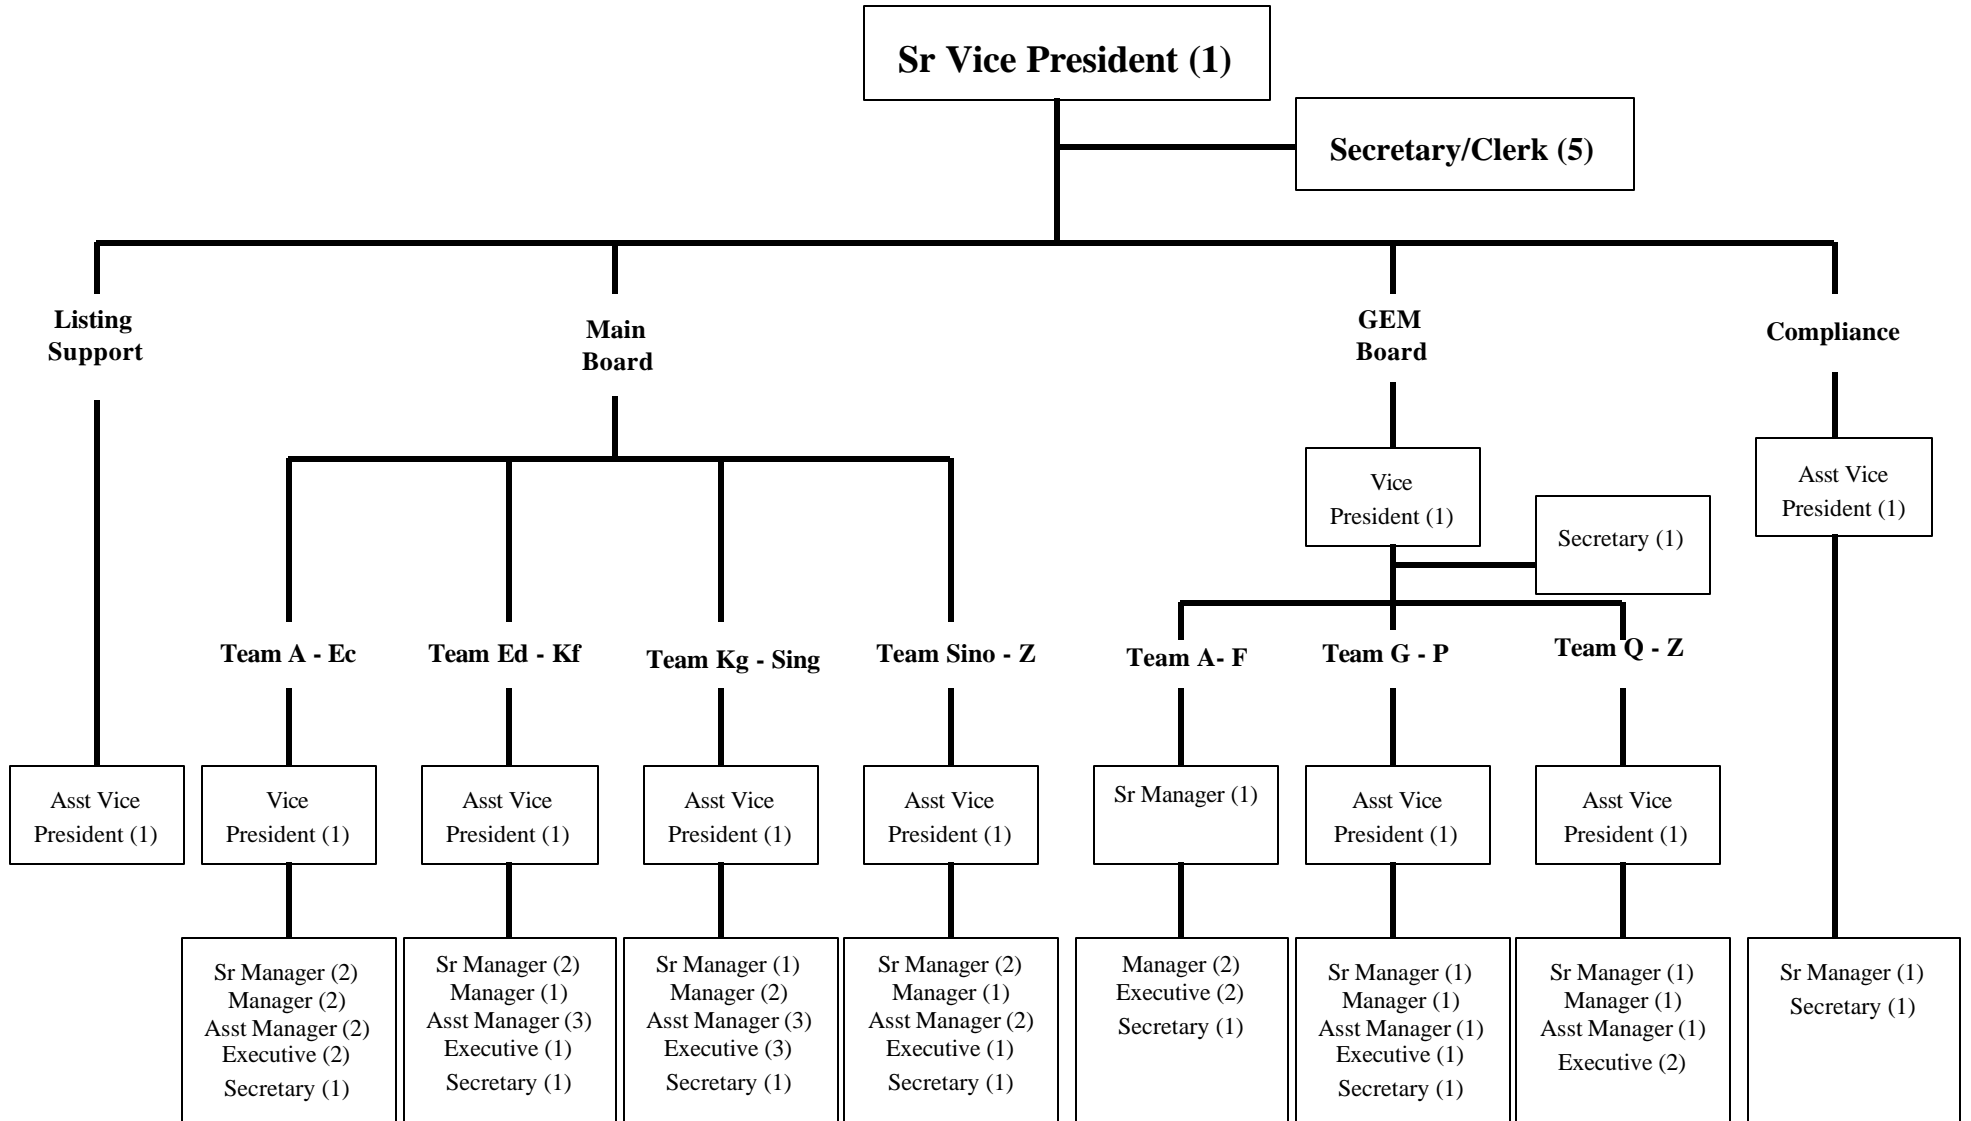 Sr Vice President (1)
Secretary/Clerk (5)
Listing
Support
Main
Board
GEM
Board
Compliance
Vice
President (1)
Secretary (1)
Asst Vice
President (1)
Team A - Ec
Team Ed - Kf
Team Kg - Sing
Team Sino - Z
Team A- F
Team G - P
Team Q - Z
Asst Vice
President (1)
Vice
President (1)
Asst Vice
President (1)
Asst Vice
President (1)
Asst Vice
President (1)
Sr Manager (1)
Asst Vice
President (1)
Asst Vice
President (1)
Sr Manager (2)
Manager (2)
Asst Manager (2)
Executive (2)
Secretary (1)
Sr Manager (2)
Manager (1)
Asst Manager (3)
Executive (1)
Secretary (1)
Sr Manager (1)
Manager (2)
Asst Manager (3)
Executive (3)
Secretary (1)
Sr Manager (2)
Manager (1)
Asst Manager (2)
Executive (1)
Secretary (1)
Manager (2)
Executive (2)
Secretary (1)
Sr Manager (1)
Manager (1)
Asst Manager (1)
Executive (1)
Secretary (1)
Sr Manager (1)
Manager (1)
Asst Manager (1)
Executive (2)
Sr Manager (1)
Secretary (1)